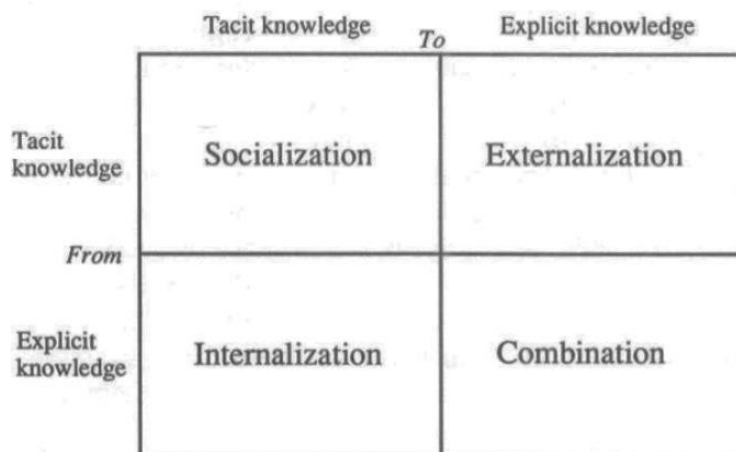 Tacit knowledge
To
Explicit knowledge
Tacit
knowledge
Socialization
Externalization
From
Explicit
knowledge
Internalization
Combination